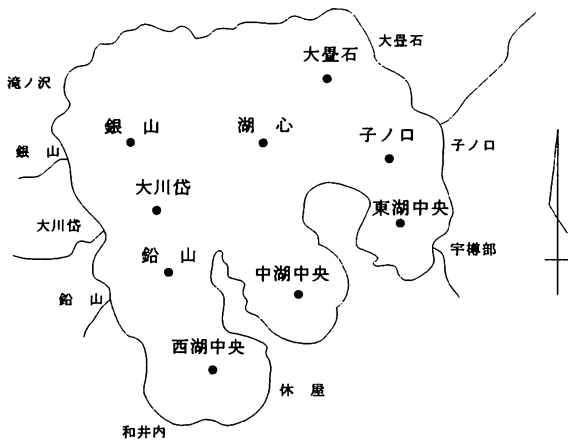 大畳石
大畳石
滝ノ沢
銀山
湖心
銀山
子ノ口
子ノ口
大川岱
東湖中央
大川岱
宇樽部
鉛山
中湖中央
鉛山
西湖中央
休屋
和井内